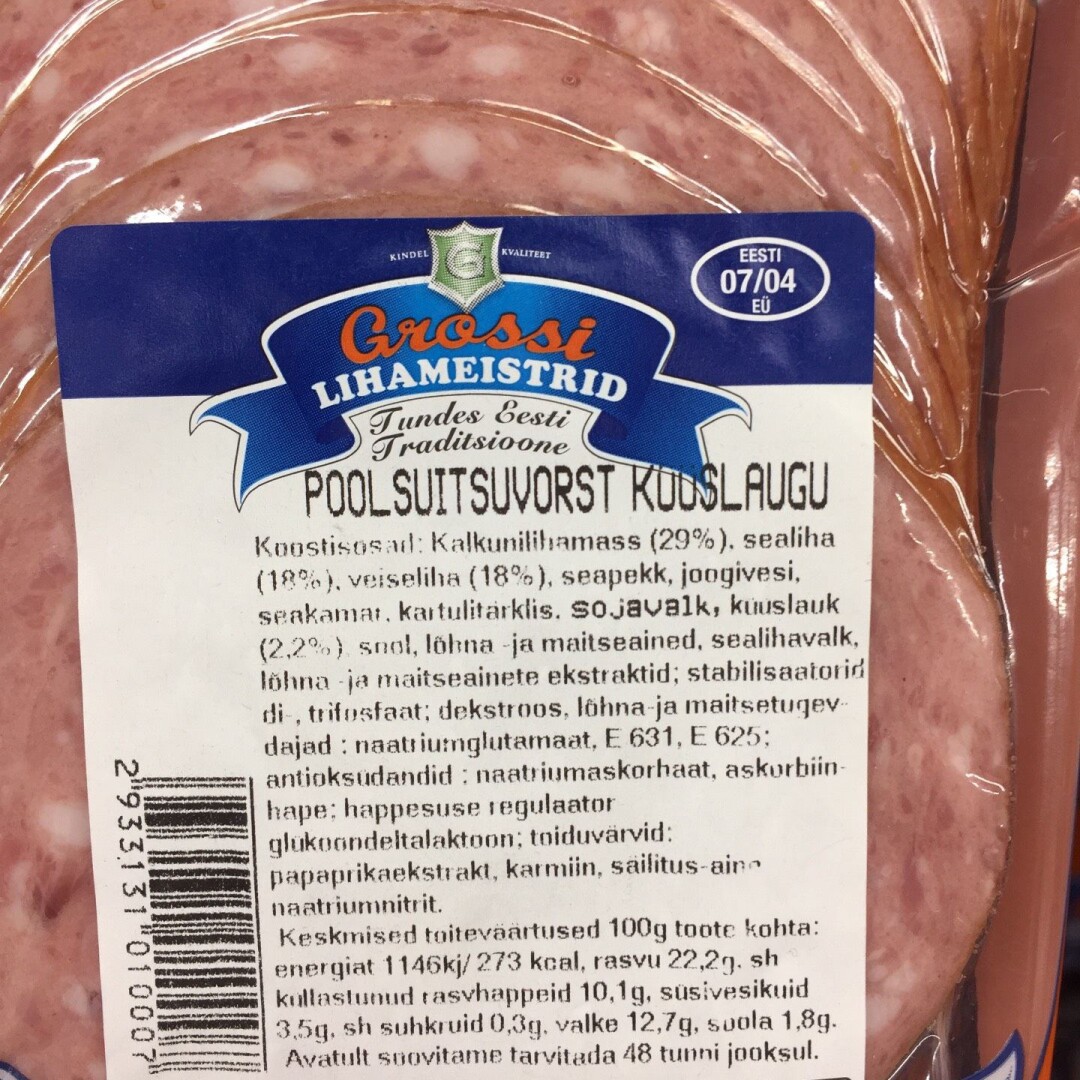 KINDEL KVALITEET
G
EESTI
07/04
EÜ
Grossi
LIHAMEISTRID
Tundes Eesti
Traditsioone
POOLSUITSUVORST KÜÜSLAUGU
Koostisosad: Kalkunilihamass (29%), sealiha
(18%), veiseliha (18%), seapekk, joogivesi,
seakamar, kartulitärklis, sojavalk, küüslauk
(2,2%), sool, lõhna -ja maitseained, sealihavalk,
lõhna -ja maitseainete ekstraktid; stabilisaatorid
di-, trifosfaat; dekstroos, lõhna-ja maitsetugev-
dajad : naatriumglutamaat, E 631, E 625;
antioksüdandid : naatriumaskorbaat, askorbiin-
hape; happesuse regulaator
glükoondeltalaktoon; toiduvärvid:
papaprikaekstrakt, karmiin, säilitus-aine
naatriumnitrit.
Keskmised toiteväärtused 100g toote kohta:
energiat 1146kj/ 273 kcal, rasvu 22,2g, sh
küllastunud rasvhappeid 10,1g, süsivesikuid
3,5g, sh suhkruid 0,3g, valke 12,7g, soola 1,8g.
Avatult soovitame tarvitada 48 tunni jooksul.
2 933131 010007